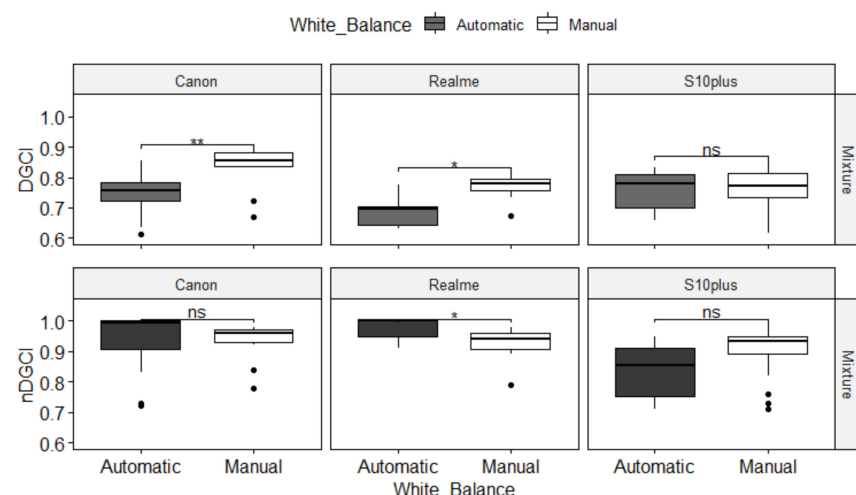 White_Balance Automatic Manual
Canon Realme S10plus
DGCI
1.0
0.9
0.8
0.7
0.6
** * ns
Mixture
Canon Realme S10plus
nDGCI
1.0
0.9
0.8
0.7
0.6
ns * ns
Mixture
Automatic Manual Automatic Manual Automatic Manual
White_Balance